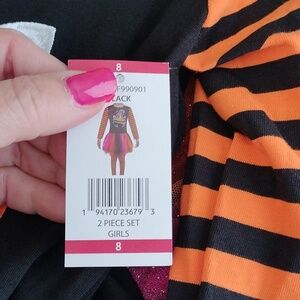 8
F990901
LACK
1 94170 23679 3
2 PIECE SET
GIRLS
8